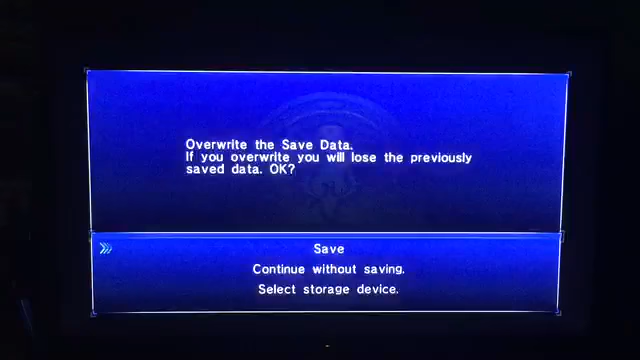 Overwrite the Save Data.
If you overwrite you will lose the previously
saved data. OK?
Save
Continue without saving.
Select storage device.